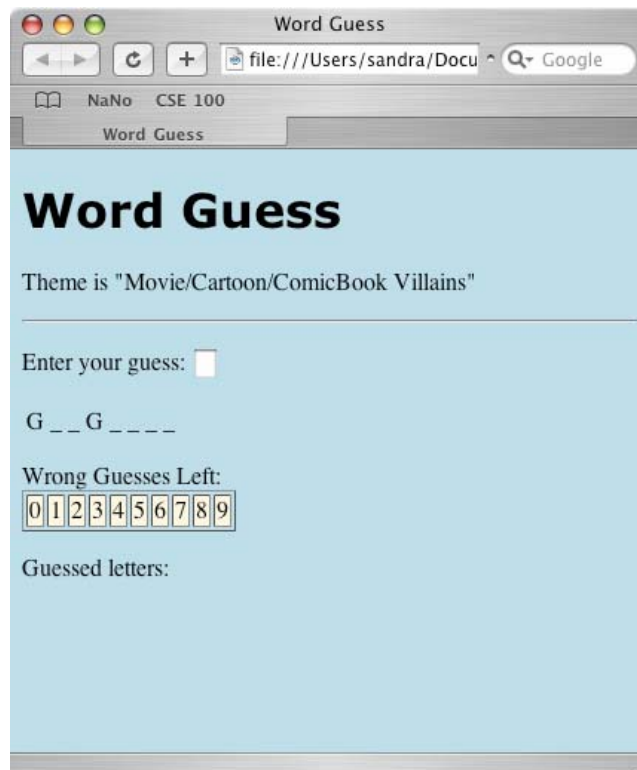 Word Guess
file:///Users/sandra/Docu
Google
NaNo CSE 100
Word Guess
Word Guess
Theme is "Movie/Cartoon/ComicBook Villains"
Enter your guess:
G _ _ G _ _ _ _
Wrong Guesses Left:
0 1 2 3 4 5 6 7 8 9
Guessed letters: